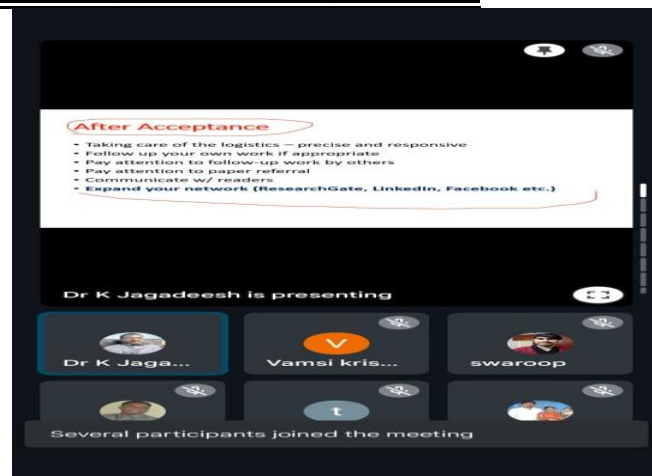 After Acceptance
• Taking care of the logistics – precise and responsive
• Follow up your own work if appropriate
• Pay attention to follow-up work by others
• Pay attention to paper referral
• Communicate w/ readers
• Expand your network (ResearchGate, LinkedIn, Facebook etc.)
Dr K Jagadeesh is presenting
Dr K Jaga...
V
Vamsi kris...
swaroop
t
Several participants joined the meeting